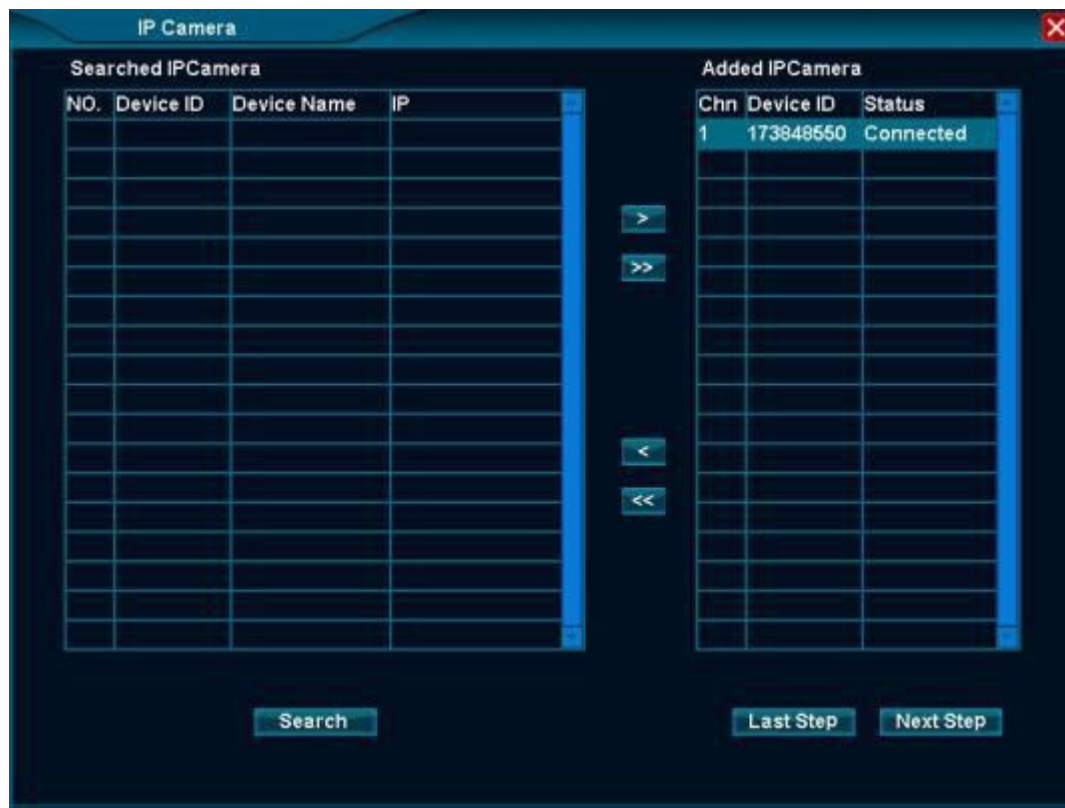 IP Camera
Searched IPCamera
Added IPCamera
NO. Device ID Device Name IP
Chn Device ID Status
1 173848550 Connected
>
>>
<
<<
Search
Last Step
Next Step